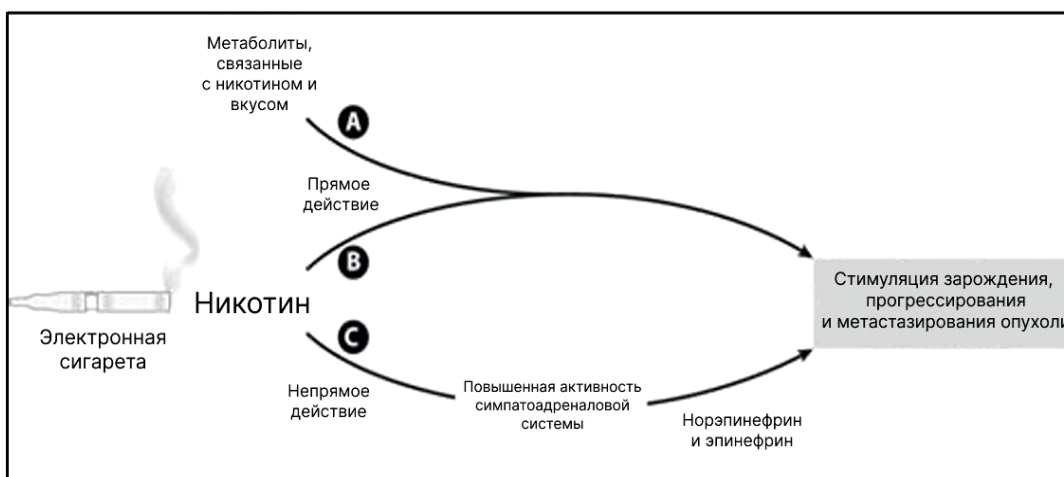 Метаболиты,
связанные
с никотином и
вкусом
A
Прямое
действие
B
Никотин
Электронная
сигарета
C
Непрямое
действие
Повышенная активность
симпатоадреналовой
системы
Норэпинефрин
и эпинефрин
Стимуляция зарождения,
прогрессирования
и метастазирования опухоли